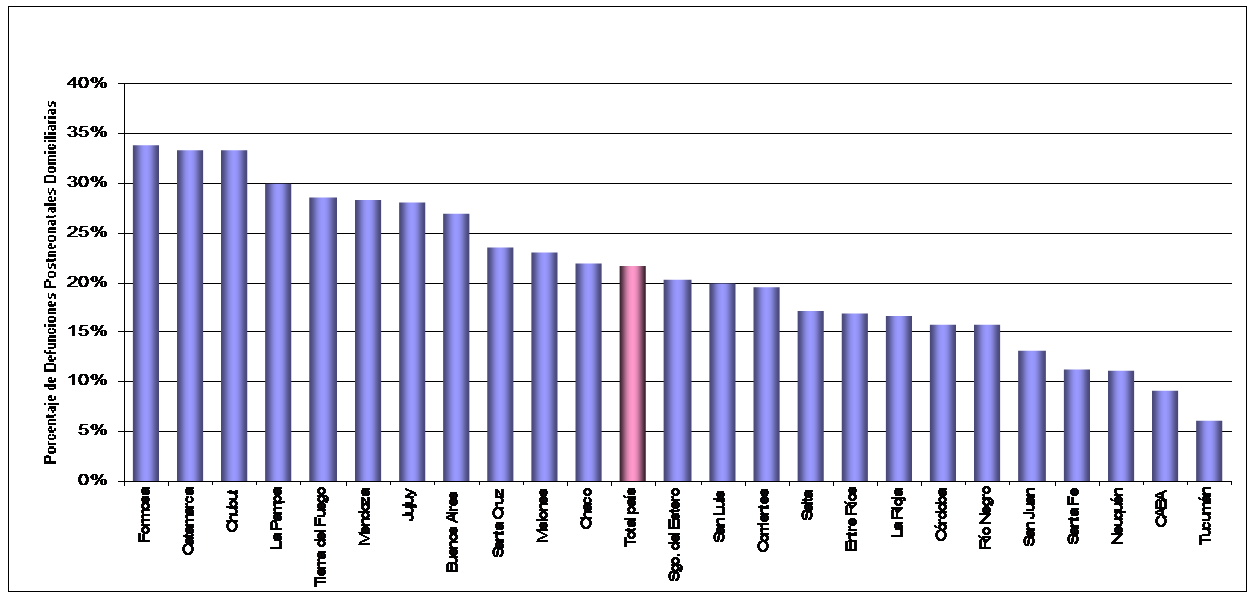 Porcentaje de Defunciones Postneonatales Domiciliarias
40%
35%
30%
25%
20%
15%
10%
5%
0%
Formosa
Catamarca
Chubut
La Pampa
Tierra del Fuego
Mendoza
Jujuy
Buenos Aires
Santa Cruz
Misiones
Chaco
Total país
Sgo. del Estero
San Luis
Corrientes
Salta
Entre Ríos
La Rioja
Córdoba
Río Negro
San Juan
Santa Fe
Neuquén
CABA
Tucumán